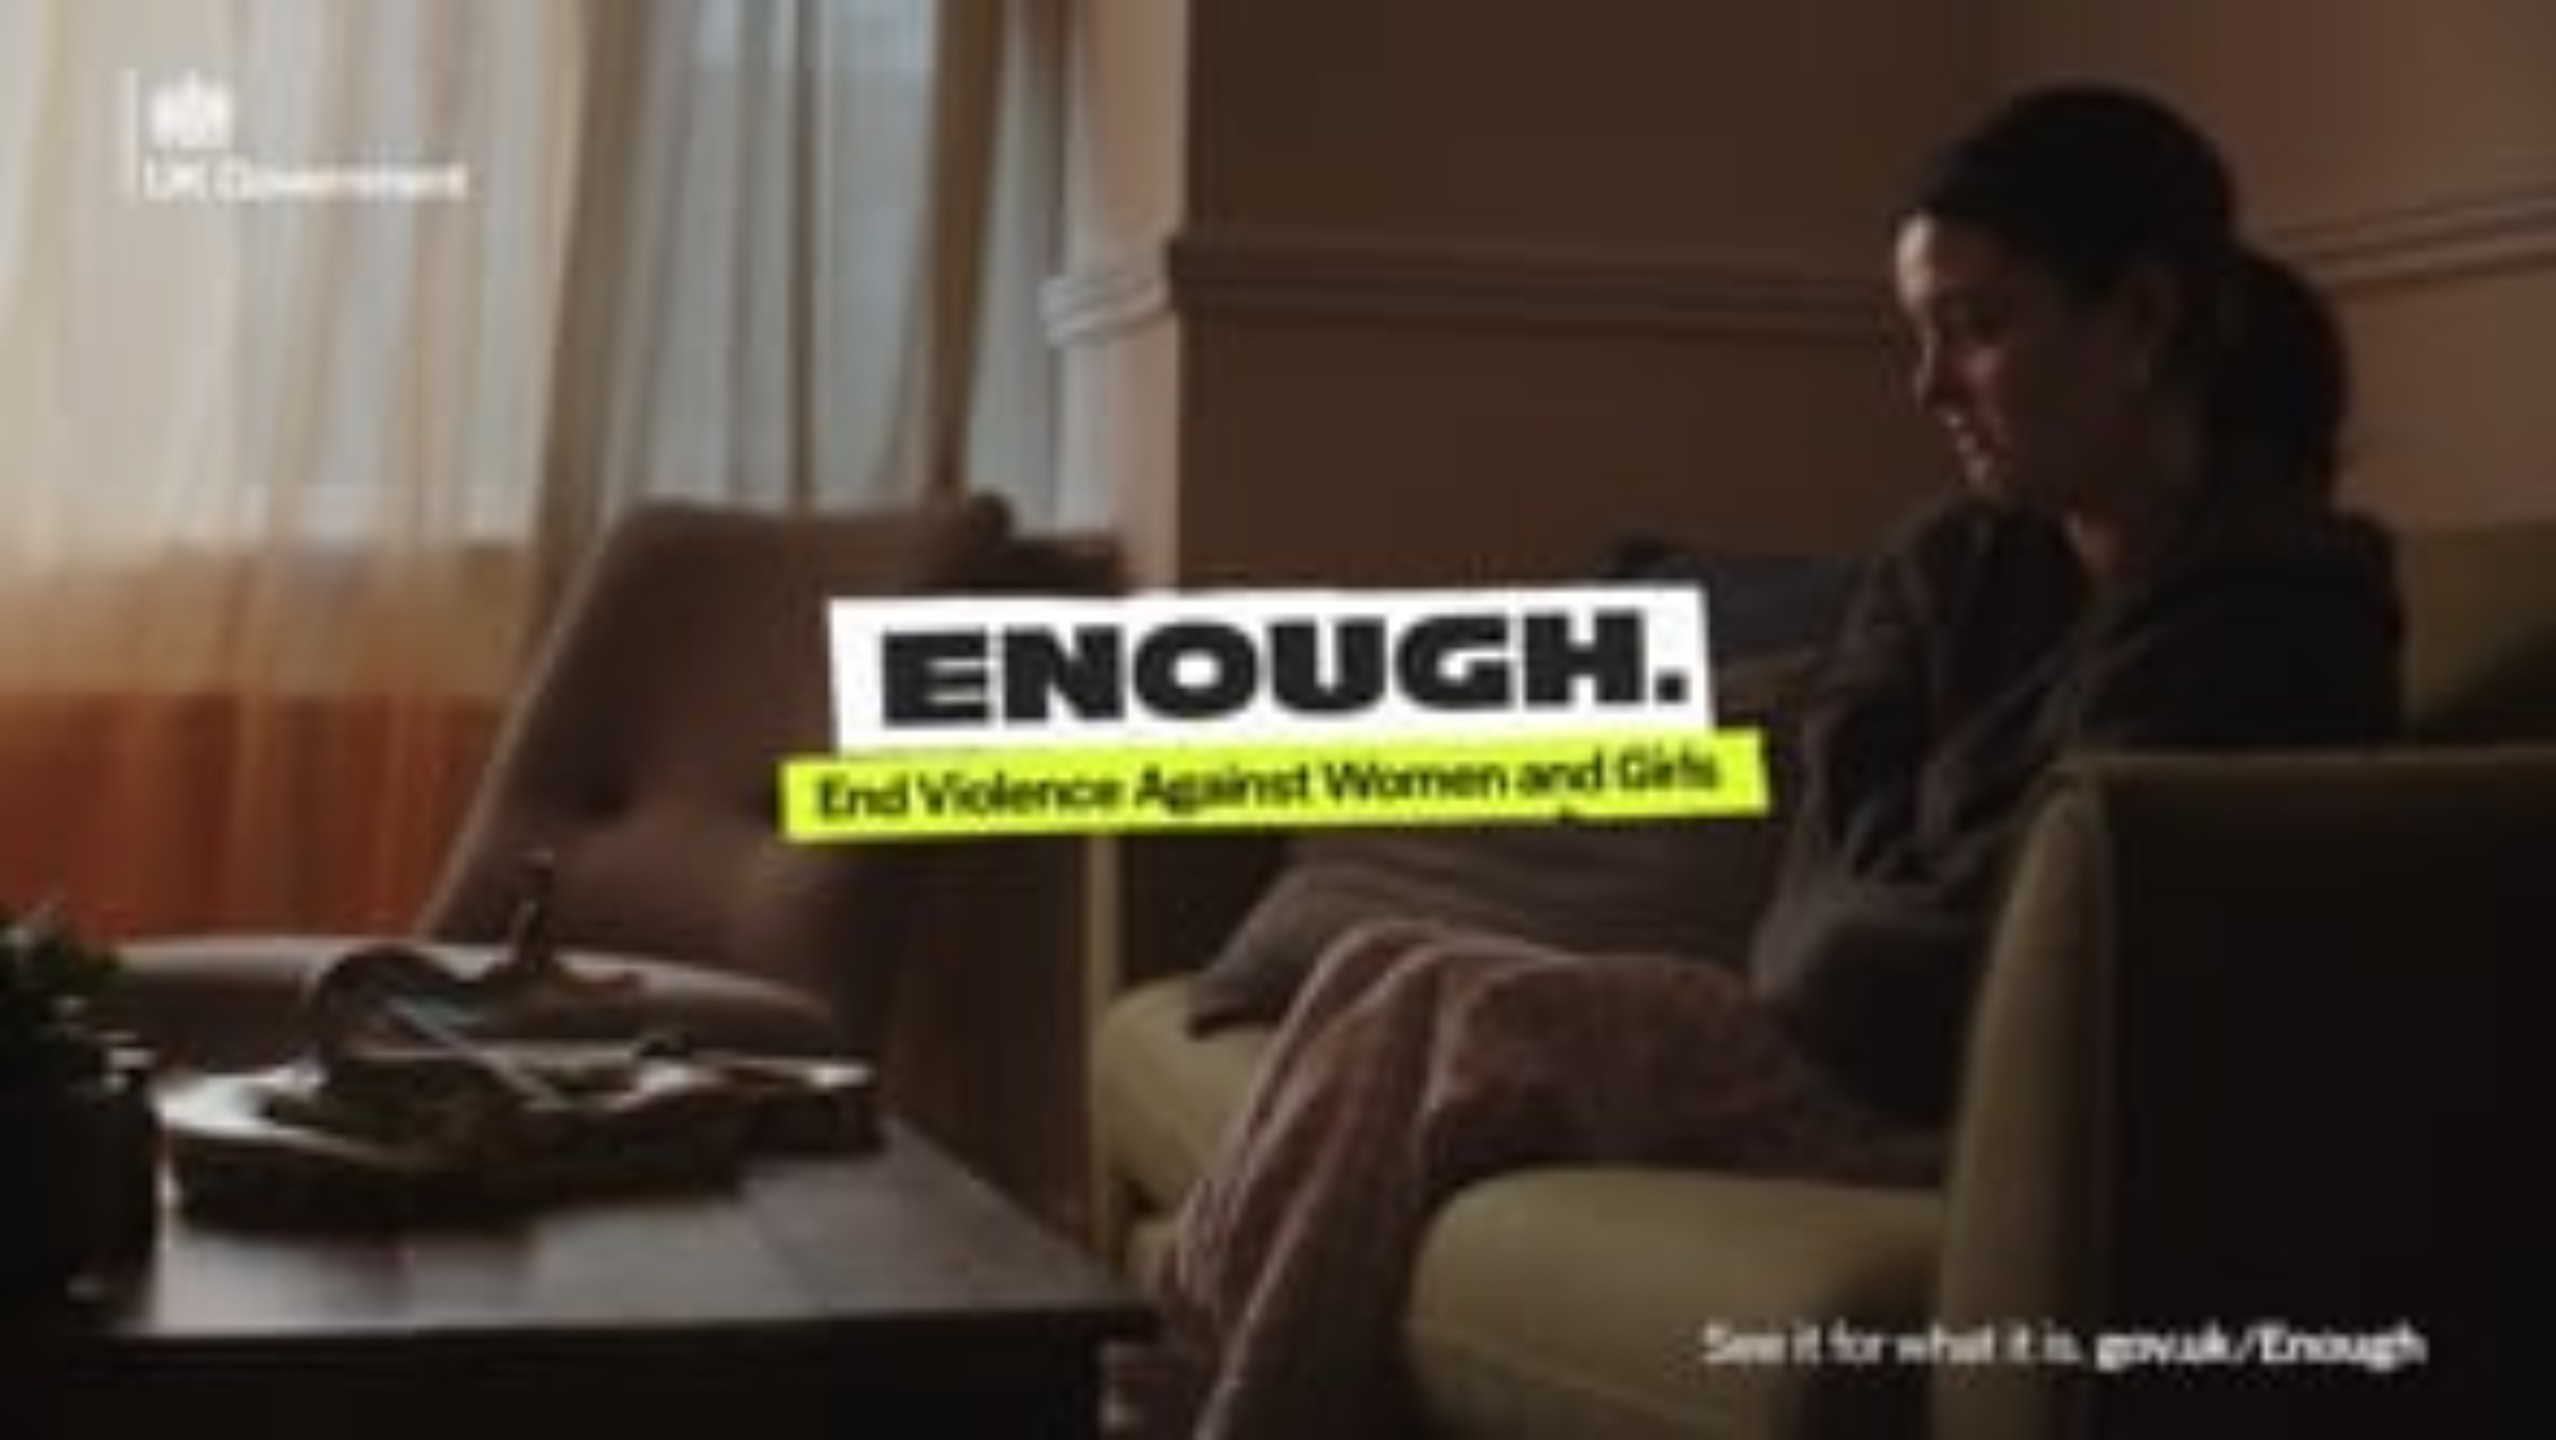 UK Government
ENOUGH.
End Violence Against Women and Girls
See it for what it is. gov.uk/Enough